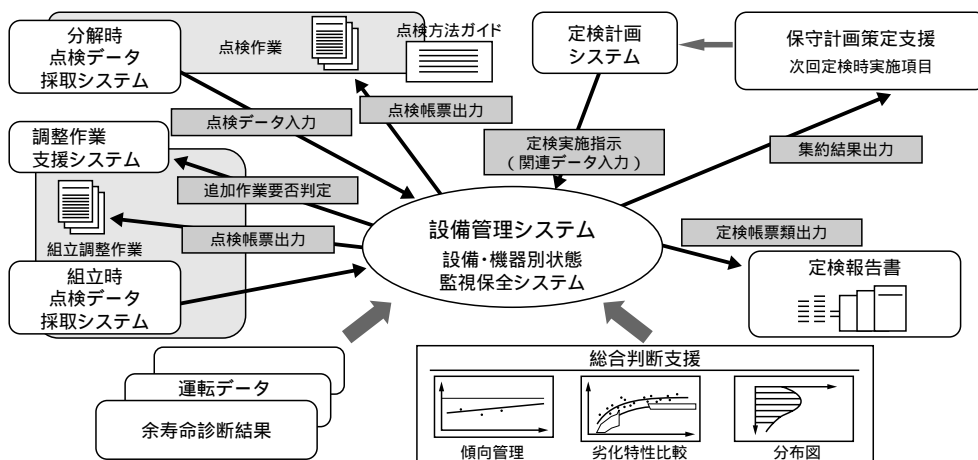 分解時
点検データ
採取システム
点検作業
点検方法ガイド
定検計画
システム
保守計画策定支援
次回定検時実施項目
点検データ入力
点検帳票出力
定検実施指示
(関連データ入力)
集約結果出力
調整作業
支援システム
追加作業要否判定
組立調整作業
点検帳票出力
設備管理システム
設備・機器別状態
監視保全システム
定検帳票類出力
定検報告書
組立時
点検データ
採取システム
運転データ
余寿命診断結果
総合判断支援
傾向管理
劣化特性比較
分布図